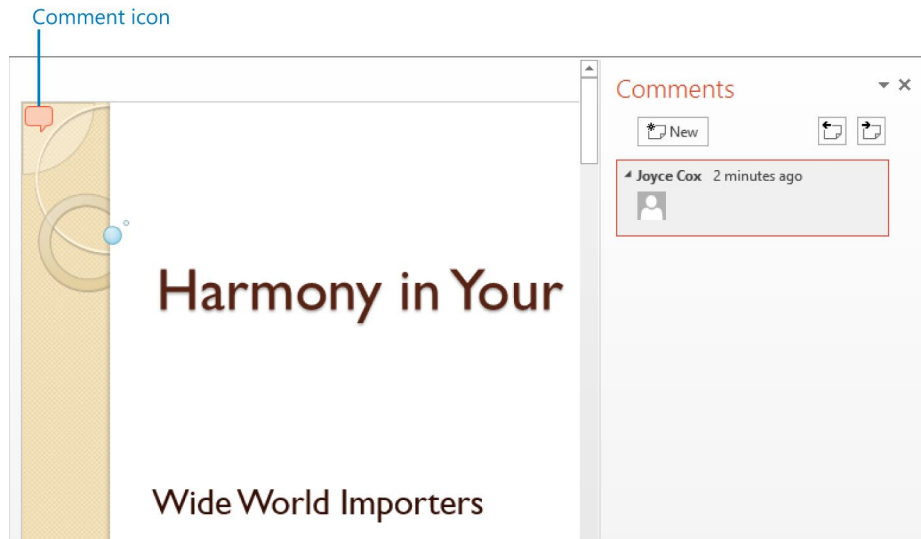 Comment icon
Comments
New
Joyce Cox 2 minutes ago
Harmony in Your
Wide World Importers